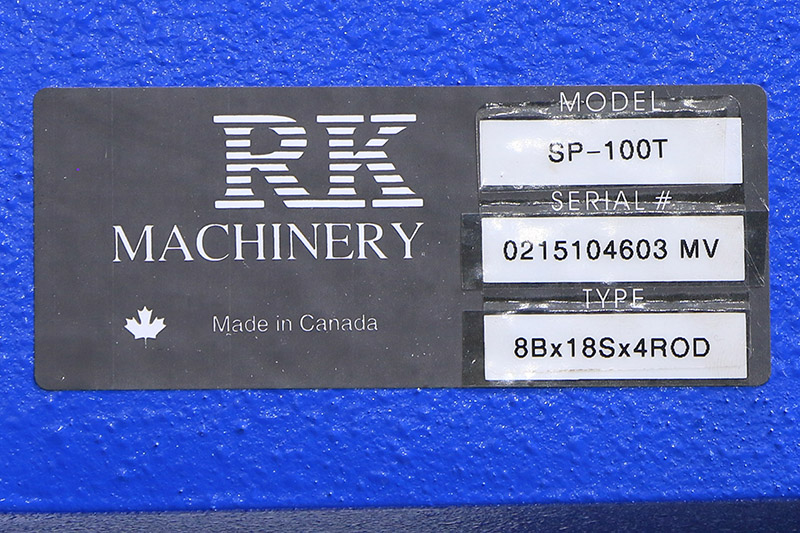 RK
MACHINERY
Made in Canada
MODEL
SP-100T
SERIAL #
0215104603 MV
TYPE
8Bx18Sx4ROD